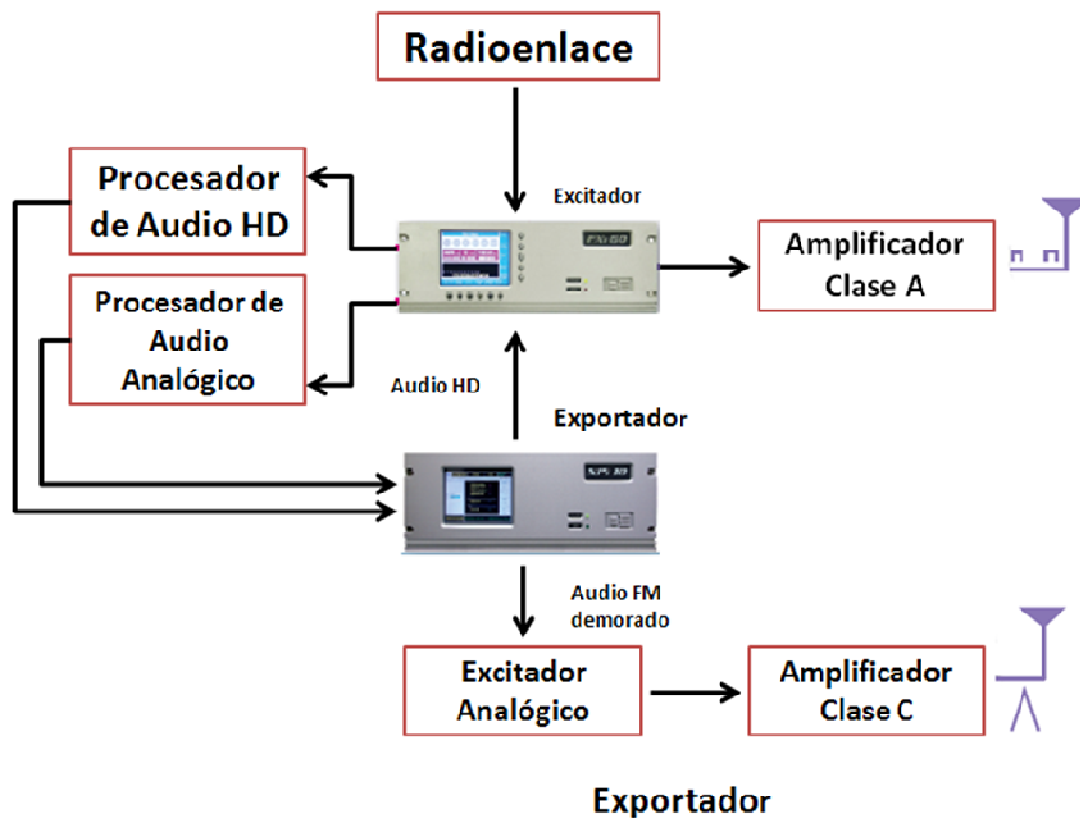 Radioenlace
Procesador
de Audio HD
Excitador
Amplificador
Clase A
Procesador de
Audio
Analógico
Audio HD
Exportador
Audio FM
demorado
Excitador
Analógico
Amplificador
Clase C
Exportador